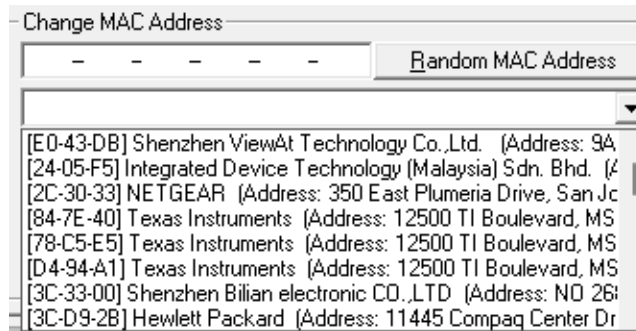 Change MAC Address
- - - - - Random MAC Address
[E0-43-DB] Shenzhen ViewAt Technology Co.,Ltd. (Address: 9A
[24-05-F5] Integrated Device Technology (Malaysia) Sdn. Bhd. (A
[2C-30-33] NETGEAR (Address: 350 East Plumeria Drive, San Jo
[84-7E-40] Texas Instruments (Address: 12500 TI Boulevard, MS
[78-C5-E5] Texas Instruments (Address: 12500 TI Boulevard, MS
[D4-94-A1] Texas Instruments (Address: 12500 TI Boulevard, MS
[3C-33-00] Shenzhen Bilian electronic CO.,LTD (Address: NO 268
[3C-D9-2B] Hewlett Packard (Address: 11445 Compaq Center Dr